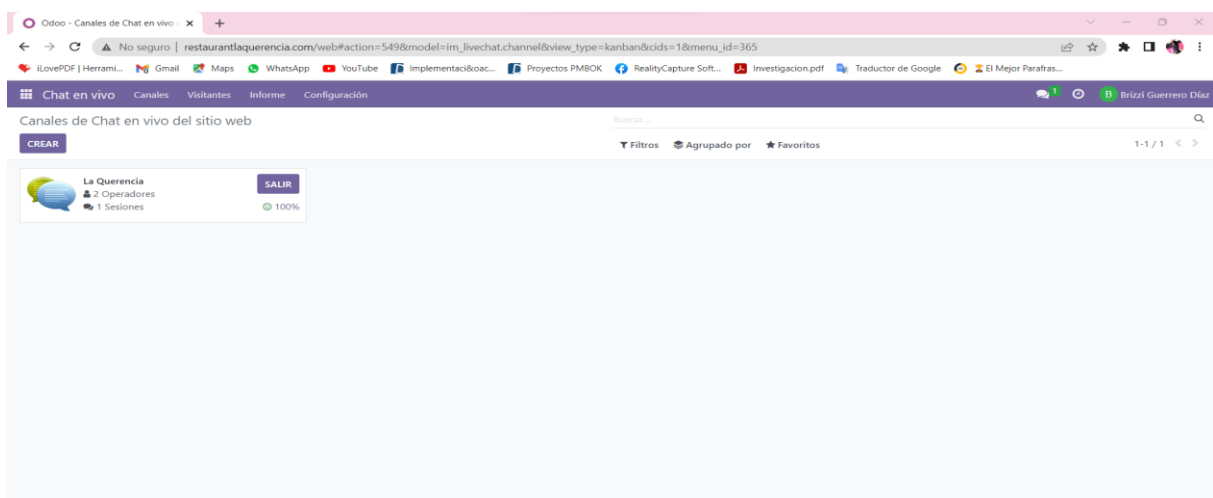 Odoo - Canales de Chat en vivo
No seguro | restaurantlaquerencia.com/web#action=549&model=im_livechat.channel&view_type=kanban&cids=1&menu_id=365
iLovePDF | Herrami... Gmail Maps WhatsApp YouTube Implementaci&oac... Proyectos PMBOK RealityCapture Soft... Investigacion.pdf Traductor de Google El Mejor Parafras...
Chat en vivo Canales Visitantes Informe Configuración 1 B Brizzi Guerrero Díaz
Canales de Chat en vivo del sitio web Buscar...
CREAR Filtros Agrupado por Favoritos 1-1 / 1
La Querencia SALIR
2 Operadores
1 Sesiones 100%